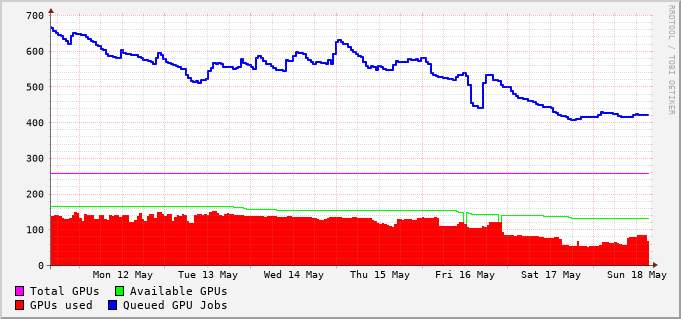 700
600
500
400
300
200
100
0
Mon 12 May Tue 13 May Wed 14 May Thu 15 May Fri 16 May Sat 17 May Sun 18 May
Total GPUs Available GPUs
GPUs used Queued GPU Jobs
RRDTOOL / TOBI OETIKER